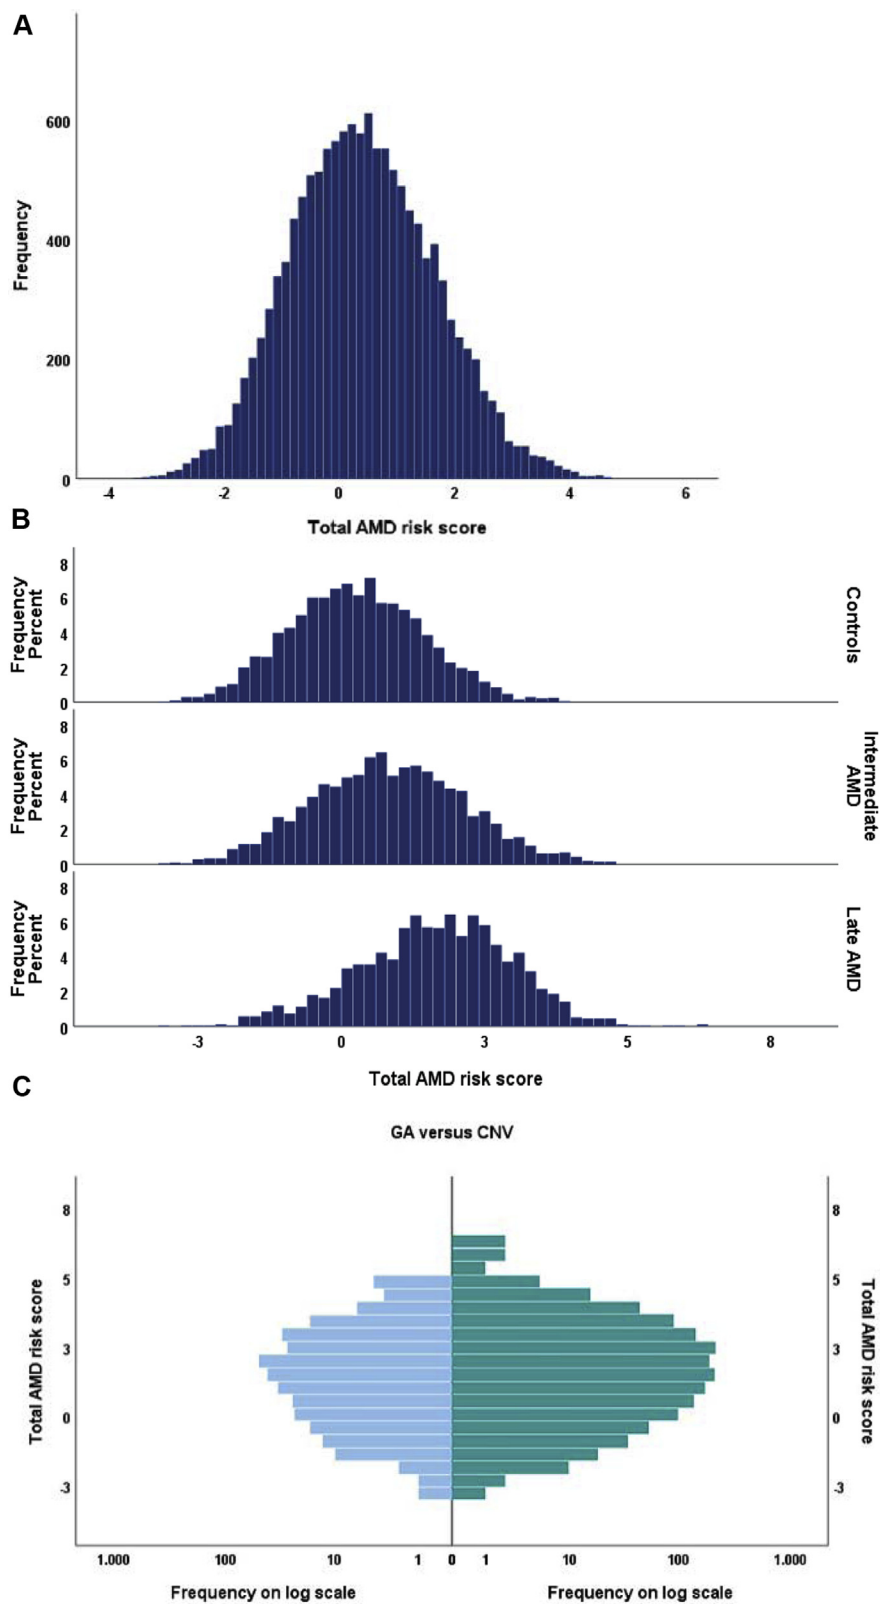 A
600
400
200
0
Frequency
-4 -2 0 2 4 6
Total AMD risk score
B
8
6
4
2
0
Frequency
Percent
Controls
8
6
4
2
0
Frequency
Percent
Intermediate
AMD
8
6
4
2
0
Frequency
Percent
Late AMD
-3 0 3 5 8
Total AMD risk score
C
GA versus CNV
8 8
5 5
3 3
0 0
-3 -3
Total AMD risk score
Total AMD risk score
1.000 100 10 1 0 1 10 100 1.000
Frequency on log scale Frequency on log scale